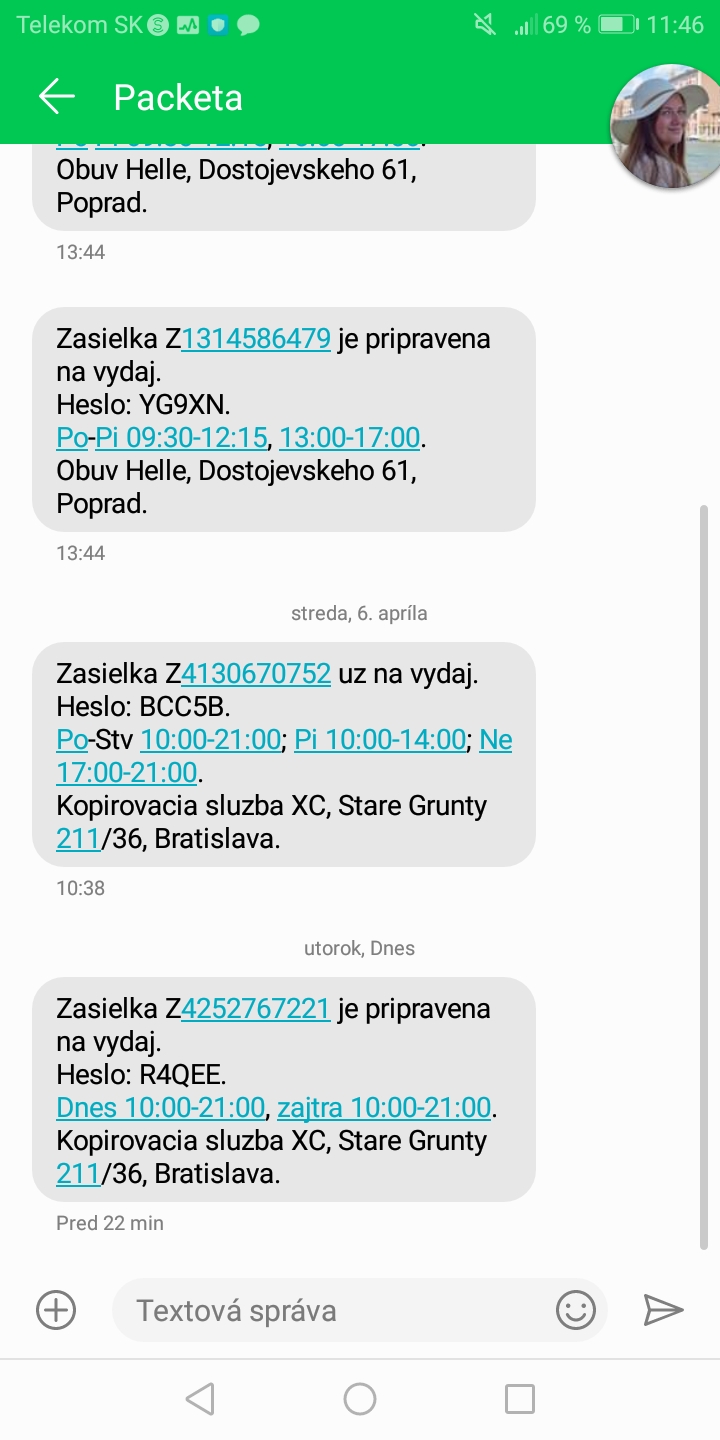 Telekom SK 69 % 11:46
Packeta
Obuv Helle, Dostojevskeho 61,
Poprad.
13:44
Zasielka Z1314586479 je pripravena
na vydaj.
Heslo: YG9XN.
Po-Pi 09:30-12:15, 13:00-17:00.
Obuv Helle, Dostojevskeho 61,
Poprad.
13:44
streda, 6. apríla
Zasielka Z4130670752 uz na vydaj.
Heslo: BCC5B.
Po-Stv 10:00-21:00; Pi 10:00-14:00; Ne
17:00-21:00.
Kopirovacia sluzba XC, Stare Grunty
211/36, Bratislava.
10:38
utorok, Dnes
Zasielka Z4252767221 je pripravena
na vydaj.
Heslo: R4QEE.
Dnes 10:00-21:00, zajtra 10:00-21:00.
Kopirovacia sluzba XC, Stare Grunty
211/36, Bratislava.
Pred 22 min
Textová správa